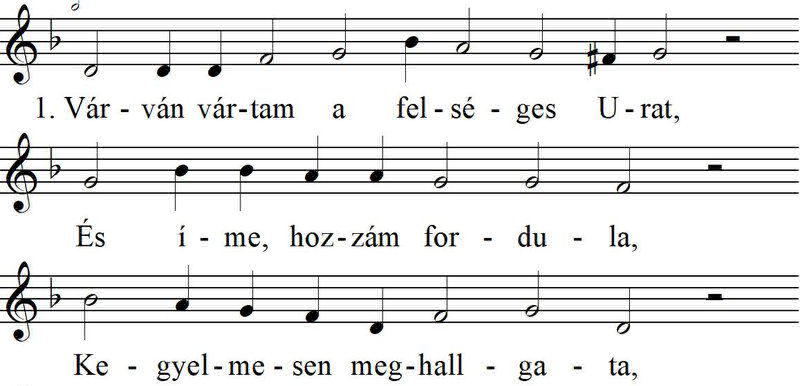 1. Vár- ván vár-tam a fel-sé- ges U-rat,
És í- me, hoz-zám for- du- la,
Ke- gyel-me-sen meg-hall- ga- ta,